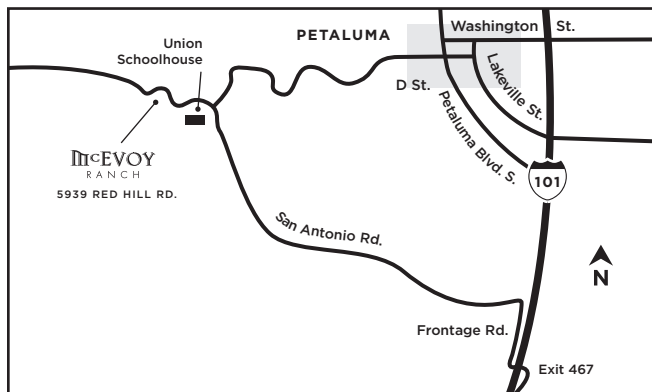 Washington St.
PETALUMA
Union
Schoolhouse
D St.
Lakeville St.
Petaluma Blvd. S.
McEVOY
RANCH
5939 RED HILL RD.
101
San Antonio Rd.
N
Frontage Rd.
Exit 467